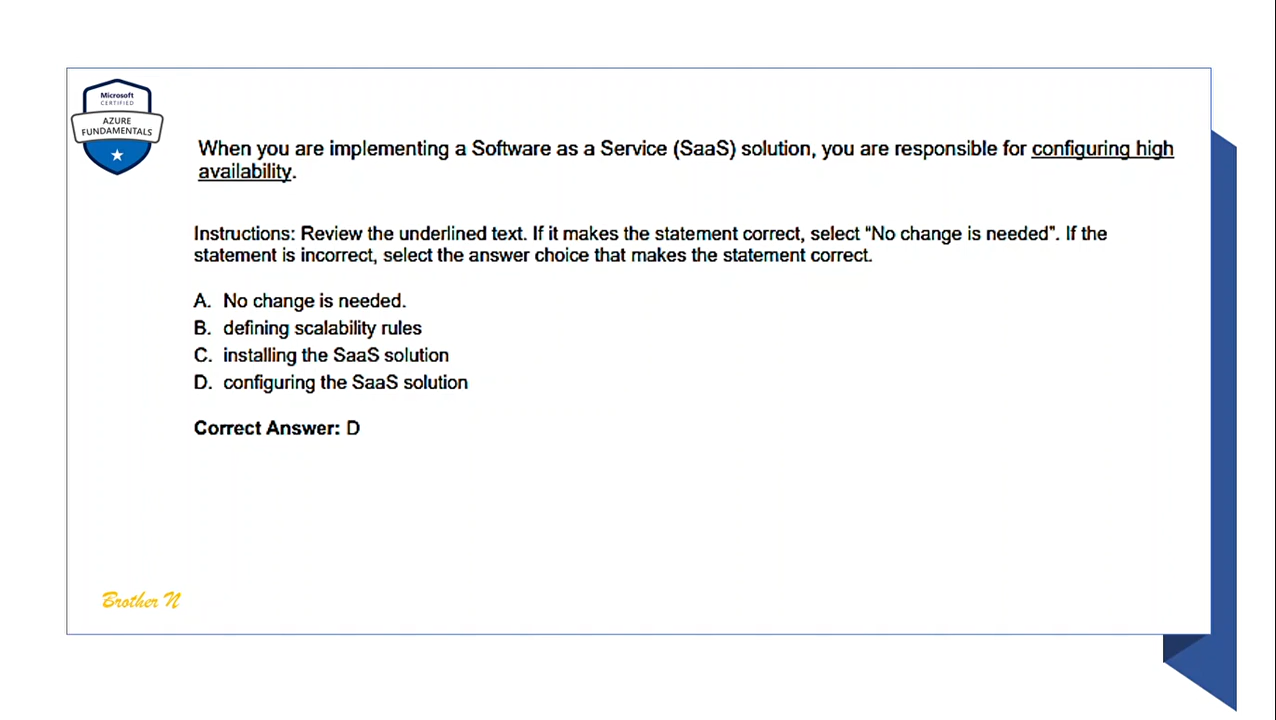 Microsoft
CERTIFIED
AZURE
FUNDAMENTALS
When you are implementing a Software as a Service (SaaS) solution, you are responsible for configuring high
availability.
Instructions: Review the underlined text. If it makes the statement correct, select “No change is needed”. If the
statement is incorrect, select the answer choice that makes the statement correct.
A. No change is needed.
B. defining scalability rules
C. installing the SaaS solution
D. configuring the SaaS solution
Correct Answer: D
Brother N